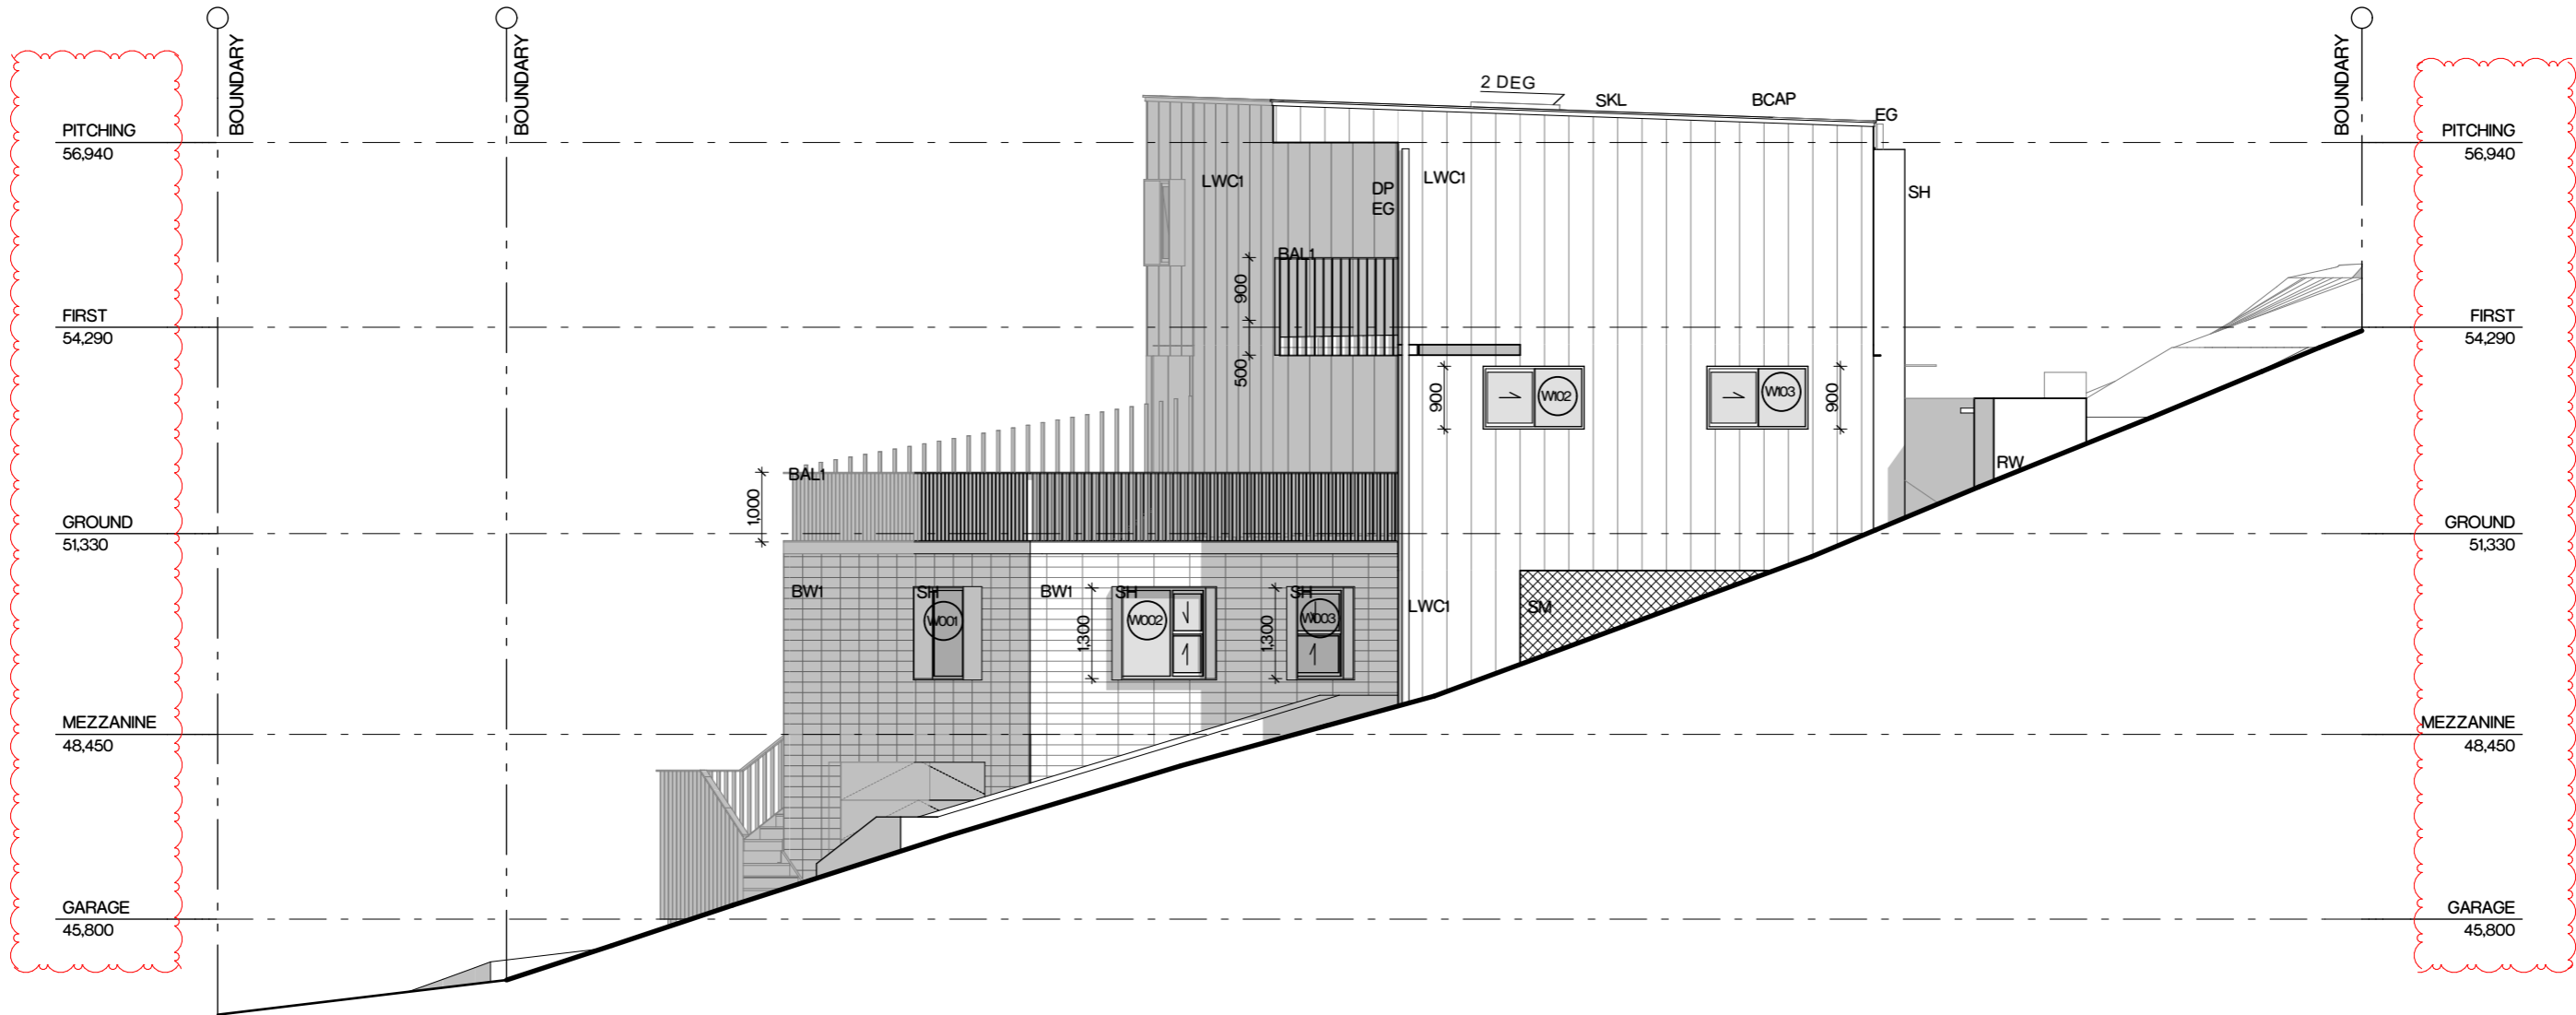 BOUNDARY
BOUNDARY
BOUNDARY
2 DEG
SKL
BCAP
EG
PITCHING
56,940
PITCHING
56,940
LWC1
DP
EG
LWC1
SH
BAL1
900
500
FIRST
54,290
FIRST
54,290
900
W102
W103
900
BAL1
1,000
RW
GROUND
51,330
GROUND
51,330
BW1
SH
W001
BW1
1,300
SH
W002
1,300
SH
W003
LWC1
SM
MEZZANINE
48,450
MEZZANINE
48,450
GARAGE
45,800
GARAGE
45,800